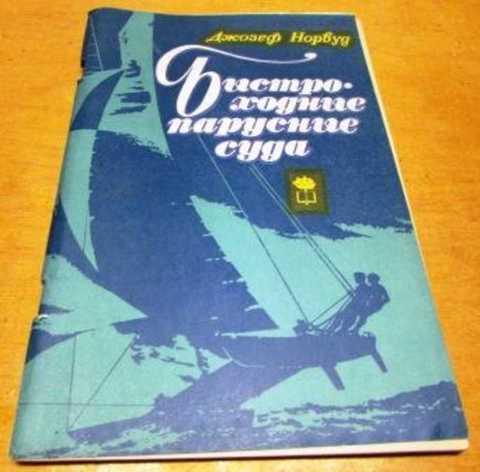 Джозеф Норвуд
Быстро-
ходные
парусные
суда